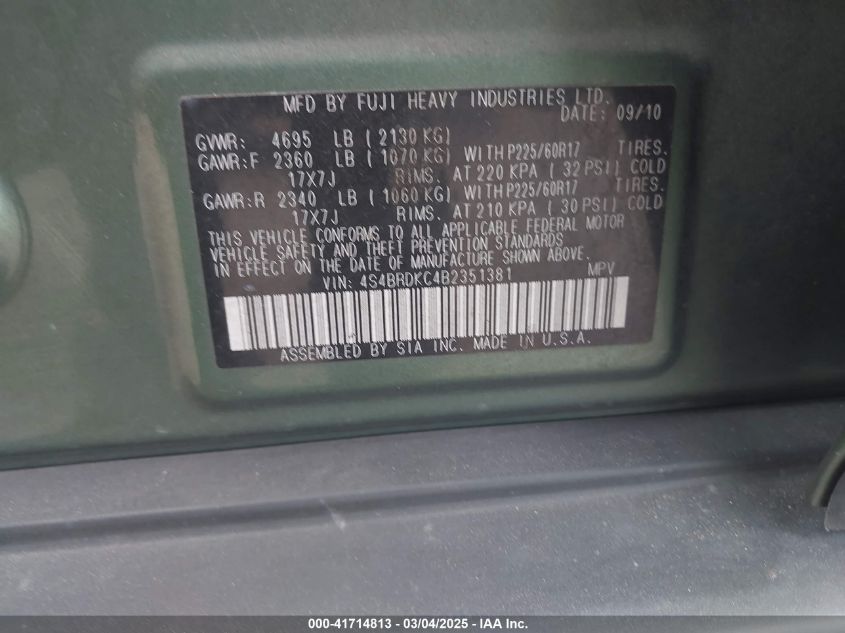 MFD BY FUJI HEAVY INDUSTRIES LTD.
DATE: 09/10
GVWR: 4695 LB (2130 KG)
GAWR:F 2360 LB (1070 KG) WITH P225/60R17 TIRES.
17X7J RIMS. AT 220 KPA (32 PSI) COLD
GAWR:R 2340 LB (1060 KG) WITH P225/60R17 TIRES.
17X7J RIMS. AT 210 KPA (30 PSI) COLD
THIS VEHICLE CONFORMS TO ALL APPLICABLE FEDERAL MOTOR
VEHICLE SAFETY AND THEFT PREVENTION STANDARDS
IN EFFECT ON THE DATE OF MANUFACTURE SHOWN ABOVE.
VIN: 4S4BRDKC4B2351381 MPV
ASSEMBLED BY SIA INC. MADE IN U.S.A.
000-41714813 - 03/04/2025 - IAA Inc.